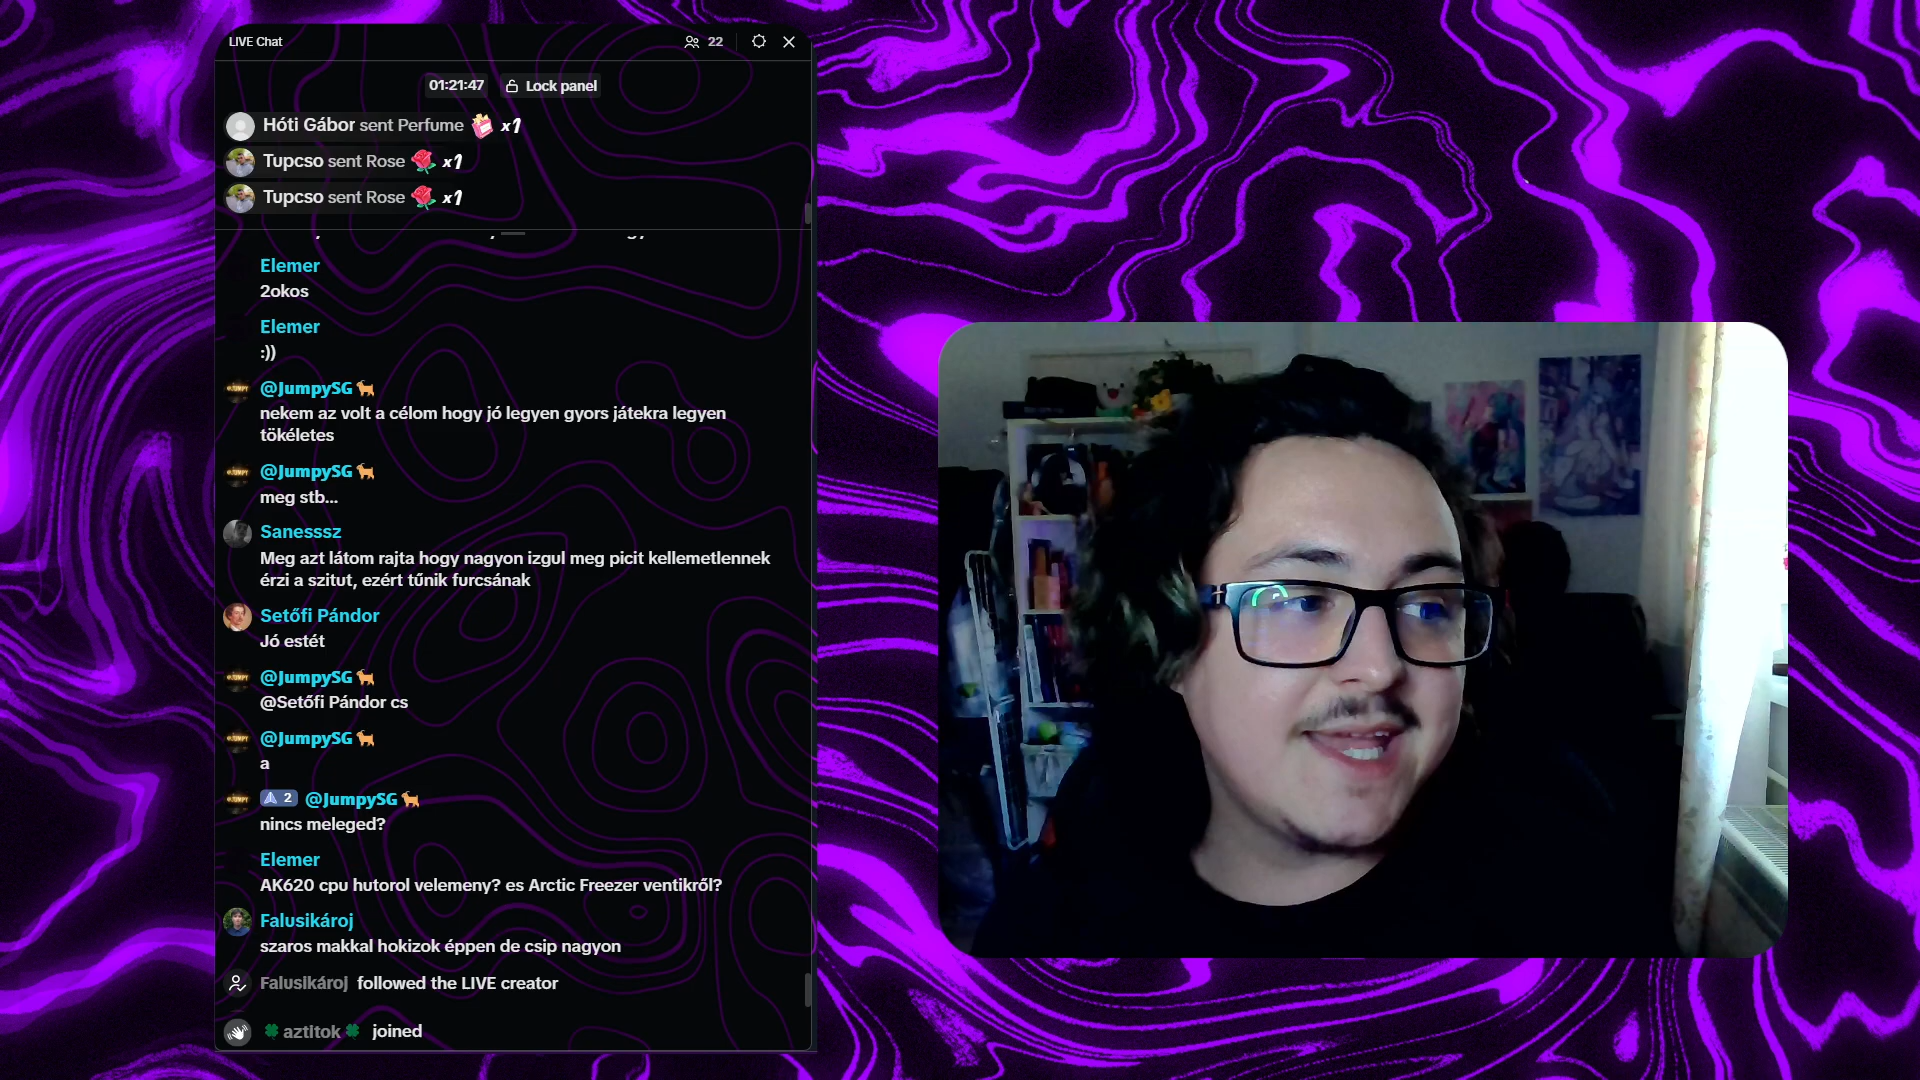 LIVE Chat
22
01:21:47
Lock panel
Hóti Gábor sent Perfume x1
Tupcso sent Rose x1
Tupcso sent Rose x1
Elemer
2okos
Elemer
:))
@JumpySG
nekem az volt a célom hogy jó legyen gyors játekra legyen
tökéletes
@JumpySG
meg stb...
Sanesssz
Meg azt látom rajta hogy nagyon izgul meg picit kellemetlennek
érzi a szitut, ezért tűnik furcsának
Setőfi Pándor
Jó estét
@JumpySG
@Setőfi Pándor cs
@JumpySG
a
2 @JumpySG
nincs meleged?
Elemer
AK620 cpu hutorol velemeny? es Arctic Freezer ventikről?
Falusikároj
szaros makkal hokizok éppen de csip nagyon
Falusikároj followed the LIVE creator
aztitok joined